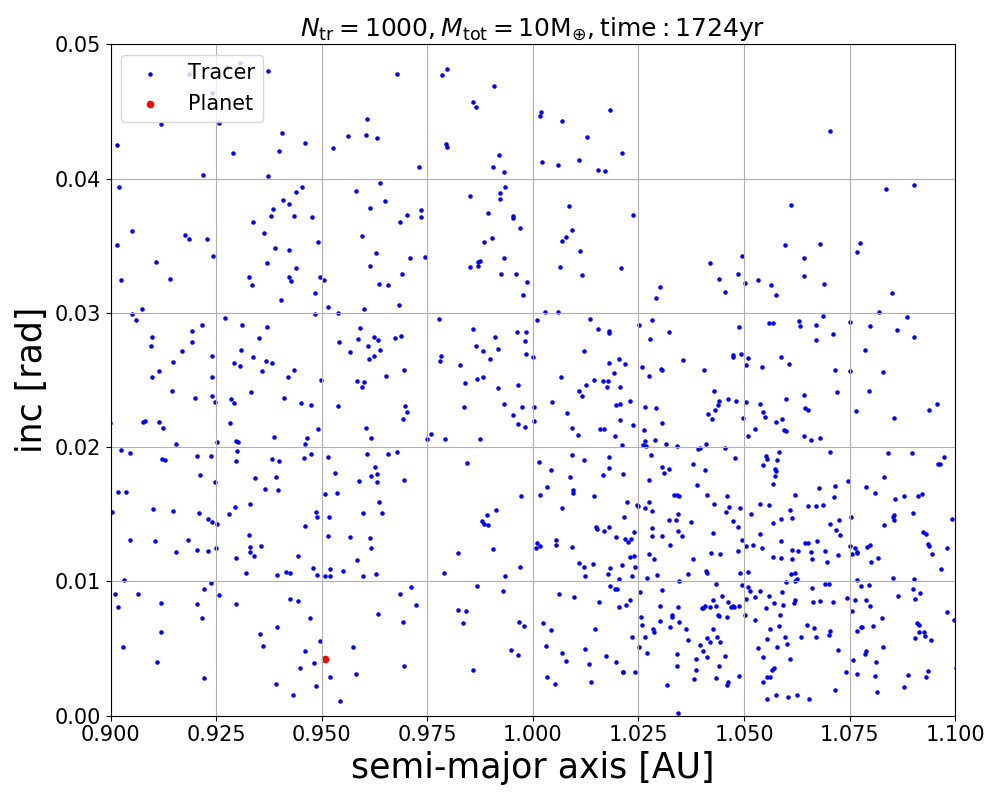 N_tr = 1000, M_tot = 10M_⊕, time : 1724yr
Tracer
Planet
0.05
0.04
0.03
0.02
0.01
0.00
inc [rad]
0.900 0.925 0.950 0.975 1.000 1.025 1.050 1.075 1.100
semi-major axis [AU]